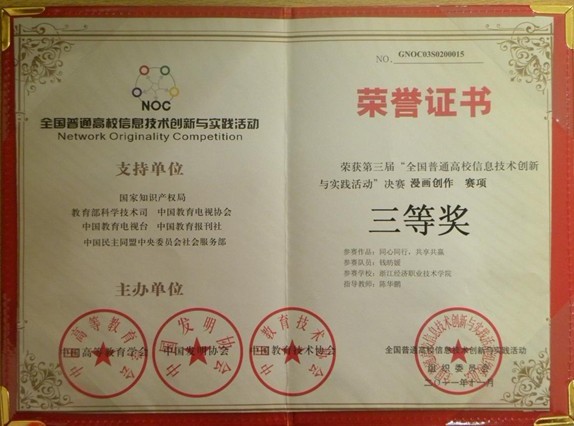 NOC
全国普通高校信息技术创新与实践活动
Network Originality Competition
支持单位
国家知识产权局
教育部科学技术司 中国教育电视协会
中国教育电视台 中国教育报刊社
中国民主同盟中央委员会社会服务部
主办单位
中国高等教育学会 中国发明协会 中国教育技术协会
NO. GNOC03S0200015
荣誉证书
荣获第三届“全国普通高校信息技术创新
与实践活动”决赛 漫画创作 赛项
三等奖
参赛作品：同心同行，共享共赢
参赛队员：钱皓媛
参赛学校：浙江经济职业技术学院
指导教师：陈华鹏
全国普通高校信息技术创新与实践活动
组织委员会
二〇一一年十一月